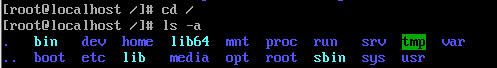 [root@localhost /]# cd /
[root@localhost /]# ls -a
.  bin  dev  home  lib64  mnt  proc  run  srv  tmp  var
..  boot  etc  lib  media  opt  root  sbin  sys  usr